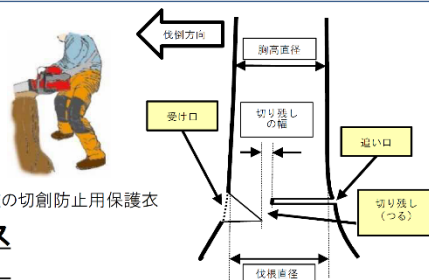 伐倒方向
胸高直径
受け口
切り残し
の幅
追い口
切り残し
(つる)
の切創防止用保護衣
ス
伐根直径